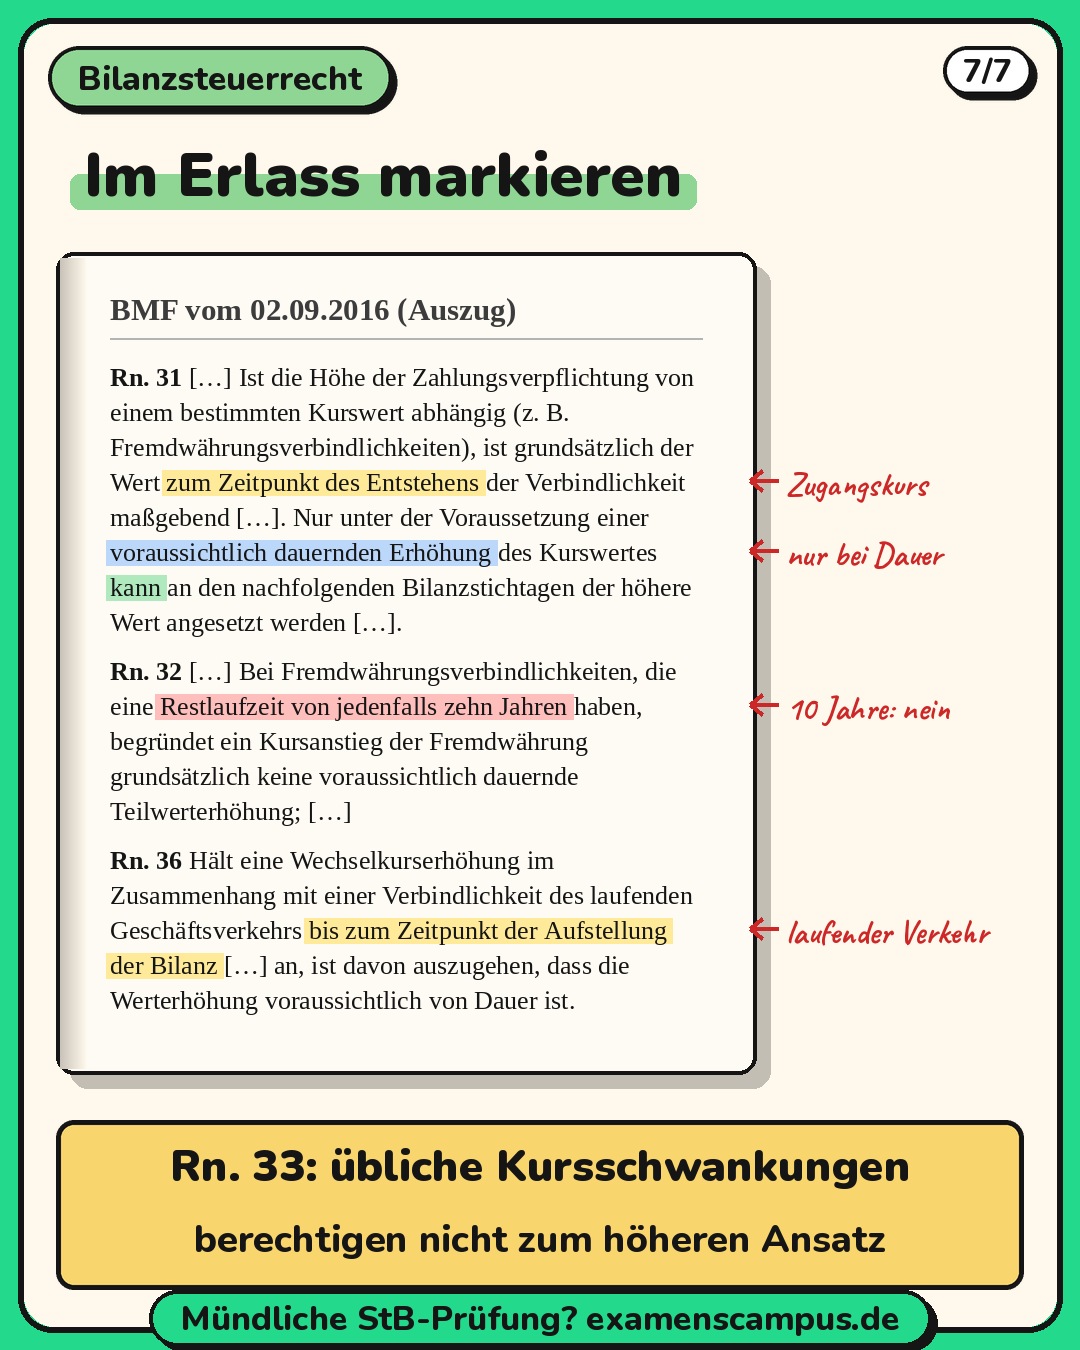 Bilanzsteuerrecht
7/7
Im Erlass markieren
BMF vom 02.09.2016 (Auszug)
Rn. 31 […] Ist die Höhe der Zahlungsverpflichtung von
einem bestimmten Kurswert abhängig (z. B.
Fremdwährungsverbindlichkeiten), ist grundsätzlich der
Wert zum Zeitpunkt des Entstehens der Verbindlichkeit
maßgebend […]. Nur unter der Voraussetzung einer
voraussichtlich dauernden Erhöhung des Kurswertes
kann an den nachfolgenden Bilanzstichtagen der höhere
Wert angesetzt werden […].
Zugangskurs
nur bei Dauer
Rn. 32 […] Bei Fremdwährungsverbindlichkeiten, die
eine Restlaufzeit von jedenfalls zehn Jahren haben,
begründet ein Kursanstieg der Fremdwährung
grundsätzlich keine voraussichtlich dauernde
Teilwerterhöhung; […]
10 Jahre: nein
Rn. 36 Hält eine Wechselkurserhöhung im
Zusammenhang mit einer Verbindlichkeit des laufenden
Geschäftsverkehrs bis zum Zeitpunkt der Aufstellung
der Bilanz […] an, ist davon auszugehen, dass die
Werterhöhung voraussichtlich von Dauer ist.
laufender Verkehr
Rn. 33: übliche Kursschwankungen
berechtigen nicht zum höheren Ansatz
Mündliche StB-Prüfung? examenscampus.de